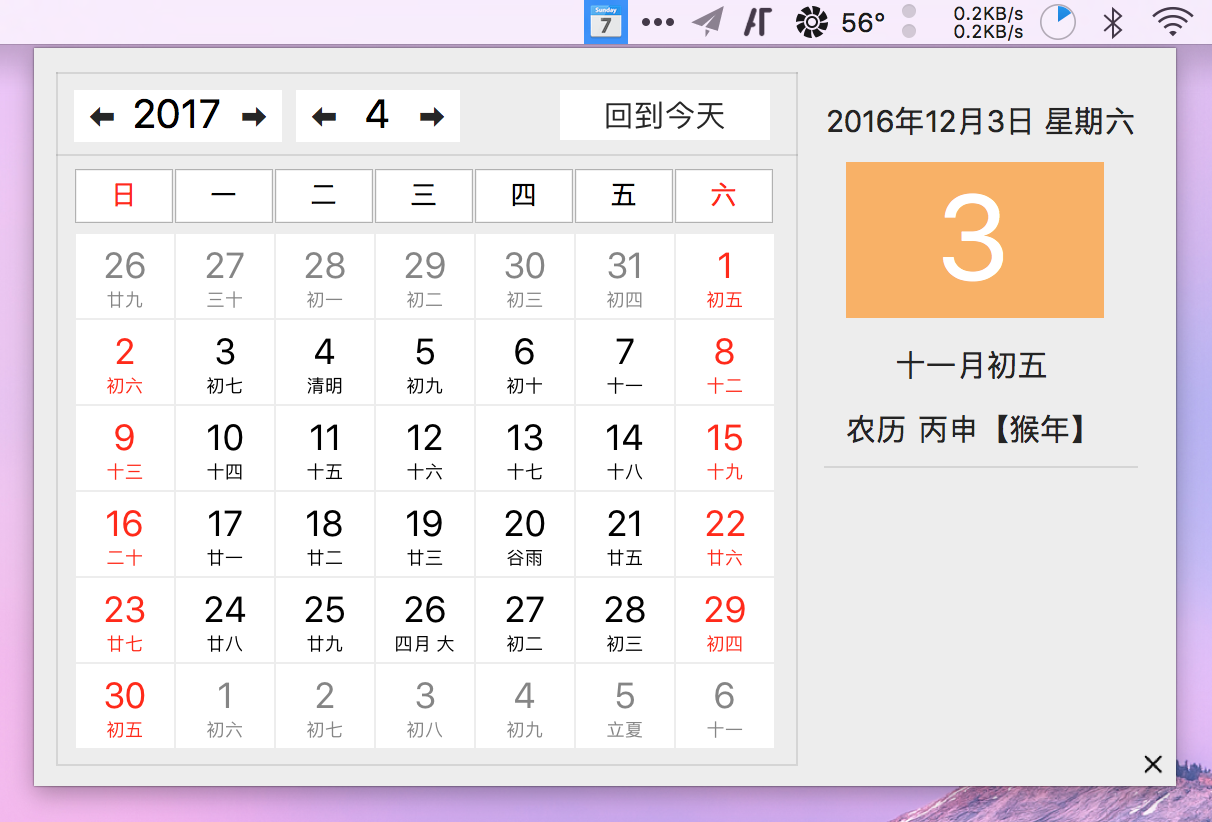 Sunday
7
56°
0.2KB/s
0.2KB/s
2017
4
回到今天
日 一 二 三 四 五 六
26 27 28 29 30 31 1
廿九 三十 初一 初二 初三 初四 初五
2 3 4 5 6 7 8
初六 初七 清明 初九 初十 十一 十二
9 10 11 12 13 14 15
十三 十四 十五 十六 十七 十八 十九
16 17 18 19 20 21 22
二十 廿一 廿二 廿三 谷雨 廿五 廿六
23 24 25 26 27 28 29
廿七 廿八 廿九 四月 大 初二 初三 初四
30 1 2 3 4 5 6
初五 初六 初七 初八 初九 立夏 十一
2016年12月3日 星期六
3
十一月初五
农历 丙申【猴年】